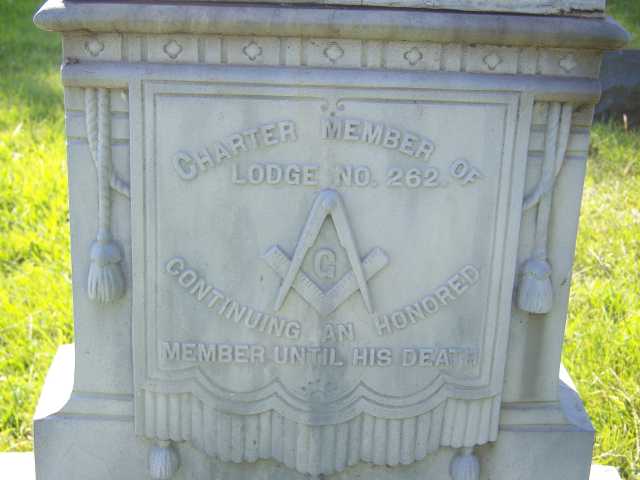 CHARTER MEMBER OF
LODGE NO. 262.
G
CONTINUING AN HONORED
MEMBER UNTIL HIS DEATH